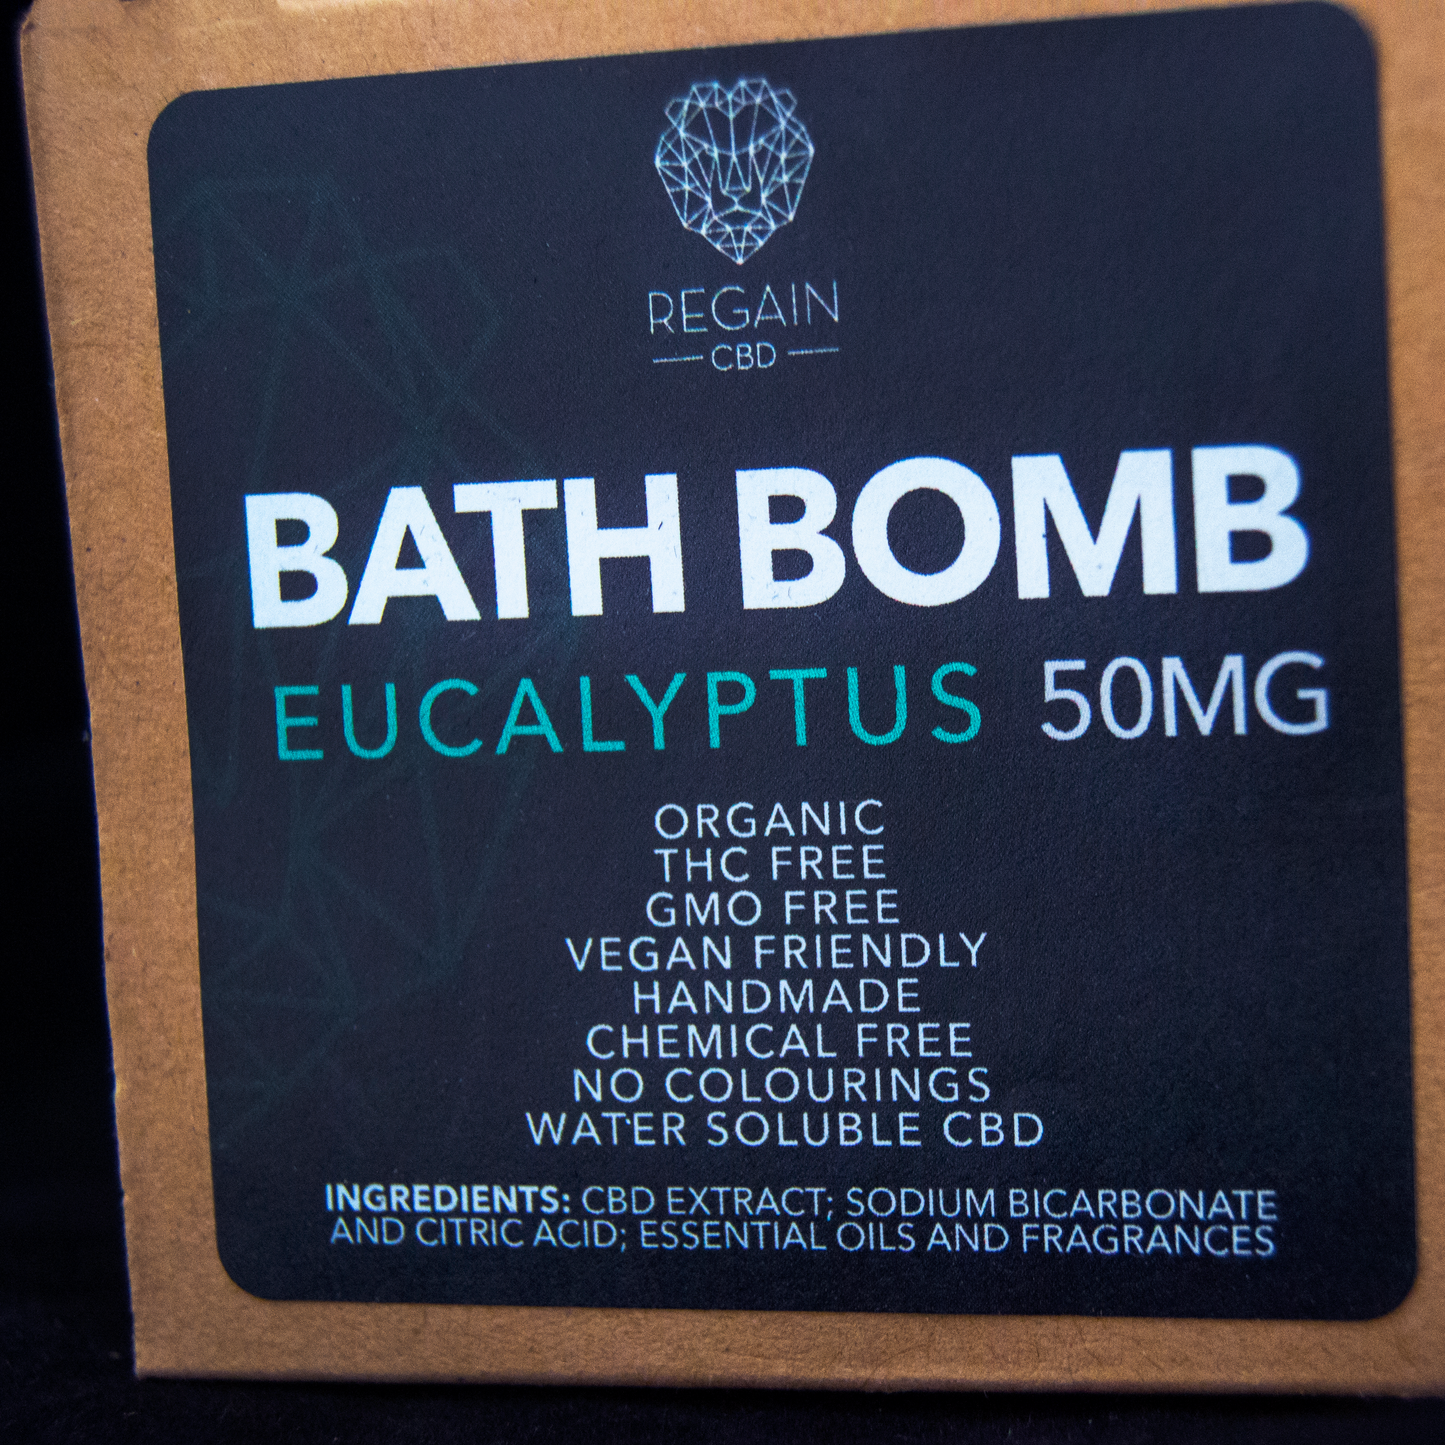 REGAIN
CBD
BATH BOMB
EUCALYPTUS 50MG
ORGANIC
THC FREE
GMO FREE
VEGAN FRIENDLY
HANDMADE
CHEMICAL FREE
NO COLOURINGS
WATER SOLUBLE CBD
INGREDIENTS: CBD EXTRACT; SODIUM BICARBONATE
AND CITRIC ACID; ESSENTIAL OILS AND FRAGRANCES